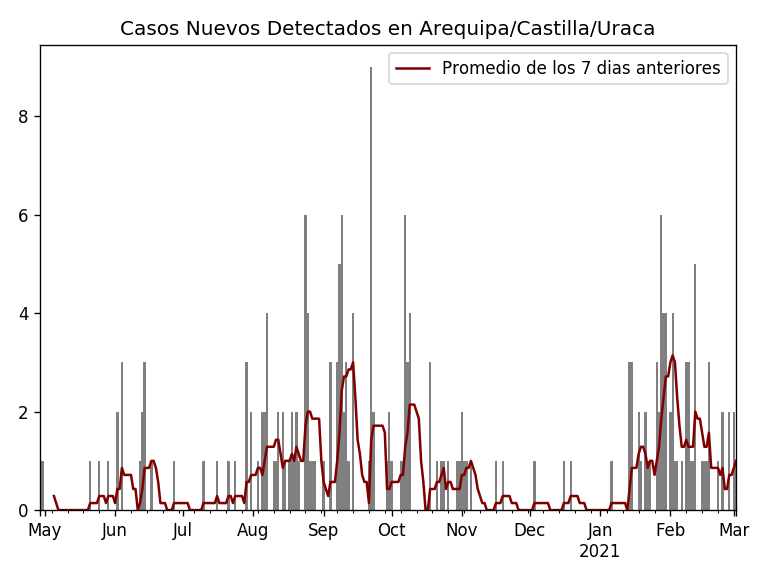 Casos Nuevos Detectados en Arequipa/Castilla/Uraca
Promedio de los 7 dias anteriores
8
6
4
2
0
May Jun Jul Aug Sep Oct Nov Dec Jan Feb Mar
2021